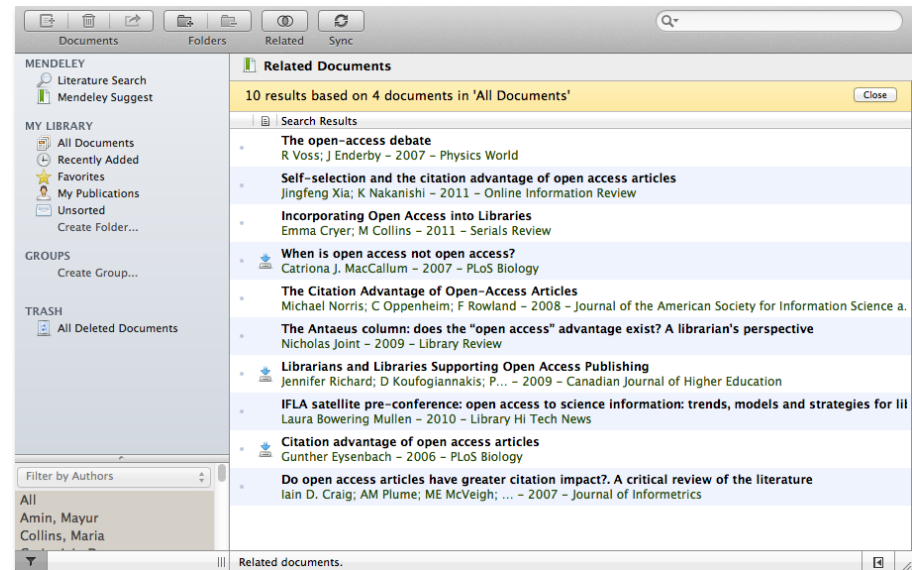 Documents
Folders
Related
Sync
MENDELEY
Literature Search
Mendeley Suggest
MY LIBRARY
All Documents
Recently Added
Favorites
My Publications
Unsorted
Create Folder...
GROUPS
Create Group...
TRASH
All Deleted Documents
Filter by Authors
All
Amin, Mayur
Collins, Maria
Related Documents
10 results based on 4 documents in 'All Documents'
Close
Search Results
The open-access debate
R Voss; J Enderby – 2007 – Physics World
Self-selection and the citation advantage of open access articles
Jingfeng Xia; K Nakanishi – 2011 – Online Information Review
Incorporating Open Access into Libraries
Emma Cryer; M Collins – 2011 – Serials Review
When is open access not open access?
Catriona J. MacCallum – 2007 – PLoS Biology
The Citation Advantage of Open-Access Articles
Michael Norris; C Oppenheim; F Rowland – 2008 – Journal of the American Society for Information Science a.
The Antaeus column: does the “open access” advantage exist? A librarian's perspective
Nicholas Joint – 2009 – Library Review
Librarians and Libraries Supporting Open Access Publishing
Jennifer Richard; D Koufogiannakis; P... – 2009 – Canadian Journal of Higher Education
IFLA satellite pre-conference: open access to science information: trends, models and strategies for lil
Laura Bowering Mullen – 2010 – Library Hi Tech News
Citation advantage of open access articles
Gunther Eysenbach – 2006 – PLoS Biology
Do open access articles have greater citation impact?. A critical review of the literature
Iain D. Craig; AM Plume; ME McVeigh; ... – 2007 – Journal of Informetrics
Related documents.